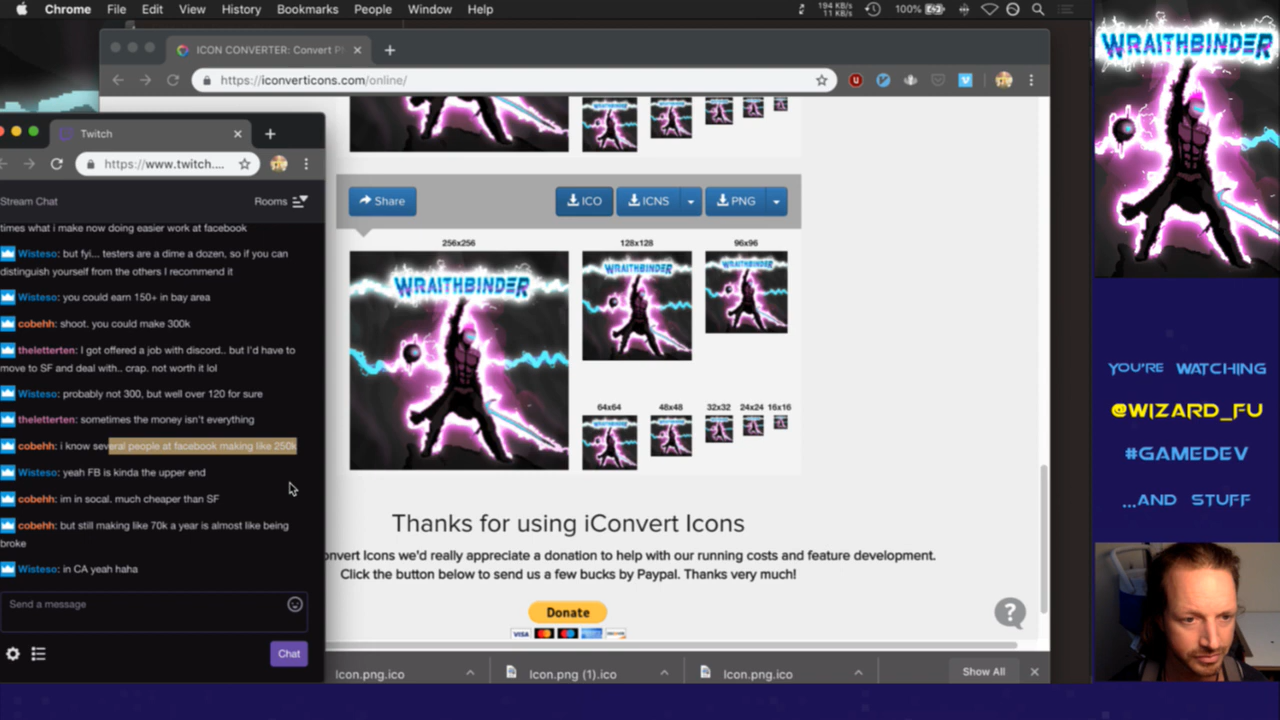 Chrome File Edit View History Bookmarks People Window Help
194 KB/s
11 KB/s
100%
ICON CONVERTER: Convert P
https://iconverticons.com/online/
Twitch
https://www.twitch....
Stream Chat
Rooms
times what i make now doing easier work at facebook
Wisteso: but fyi... testers are a dime a dozen, so if you can
distinguish yourself from the others I recommend it
Wisteso: you could earn 150+ in bay area
cobehh: shoot. you could make 300k
theletterten: I got offered a job with discord.. but I'd have to
move to SF and deal with.. crap. not worth it lol
Wisteso: probably not 300, but well over 120 for sure
theletterten: sometimes the money isn't everything
cobehh: i know several people at facebook making like 250k
Wisteso: yeah FB is kinda the upper end
cobehh: im in socal. much cheaper than SF
cobehh: but still making like 70k a year is almost like being
broke
Wisteso: in CA yeah haha
Send a message
Chat
Share
ICO
ICNS
PNG
256x256
128x128
96x96
WRAITHBINDER
WRAITHBINDER
WRAITHBINDER
64x64
48x48
32x32
24x24
16x16
Thanks for using iConvert Icons
nvert Icons we'd really appreciate a donation to help with our running costs and feature development.
Click the button below to send us a few bucks by Paypal. Thanks very much!
Donate
VISA
?
Icon.png.ico
Icon.png (1).ico
Icon.png.ico
Show All
WRAITHBINDER
YOU'RE WATCHING
@WIZARD_FU
#GAMEDEV
...AND STUFF